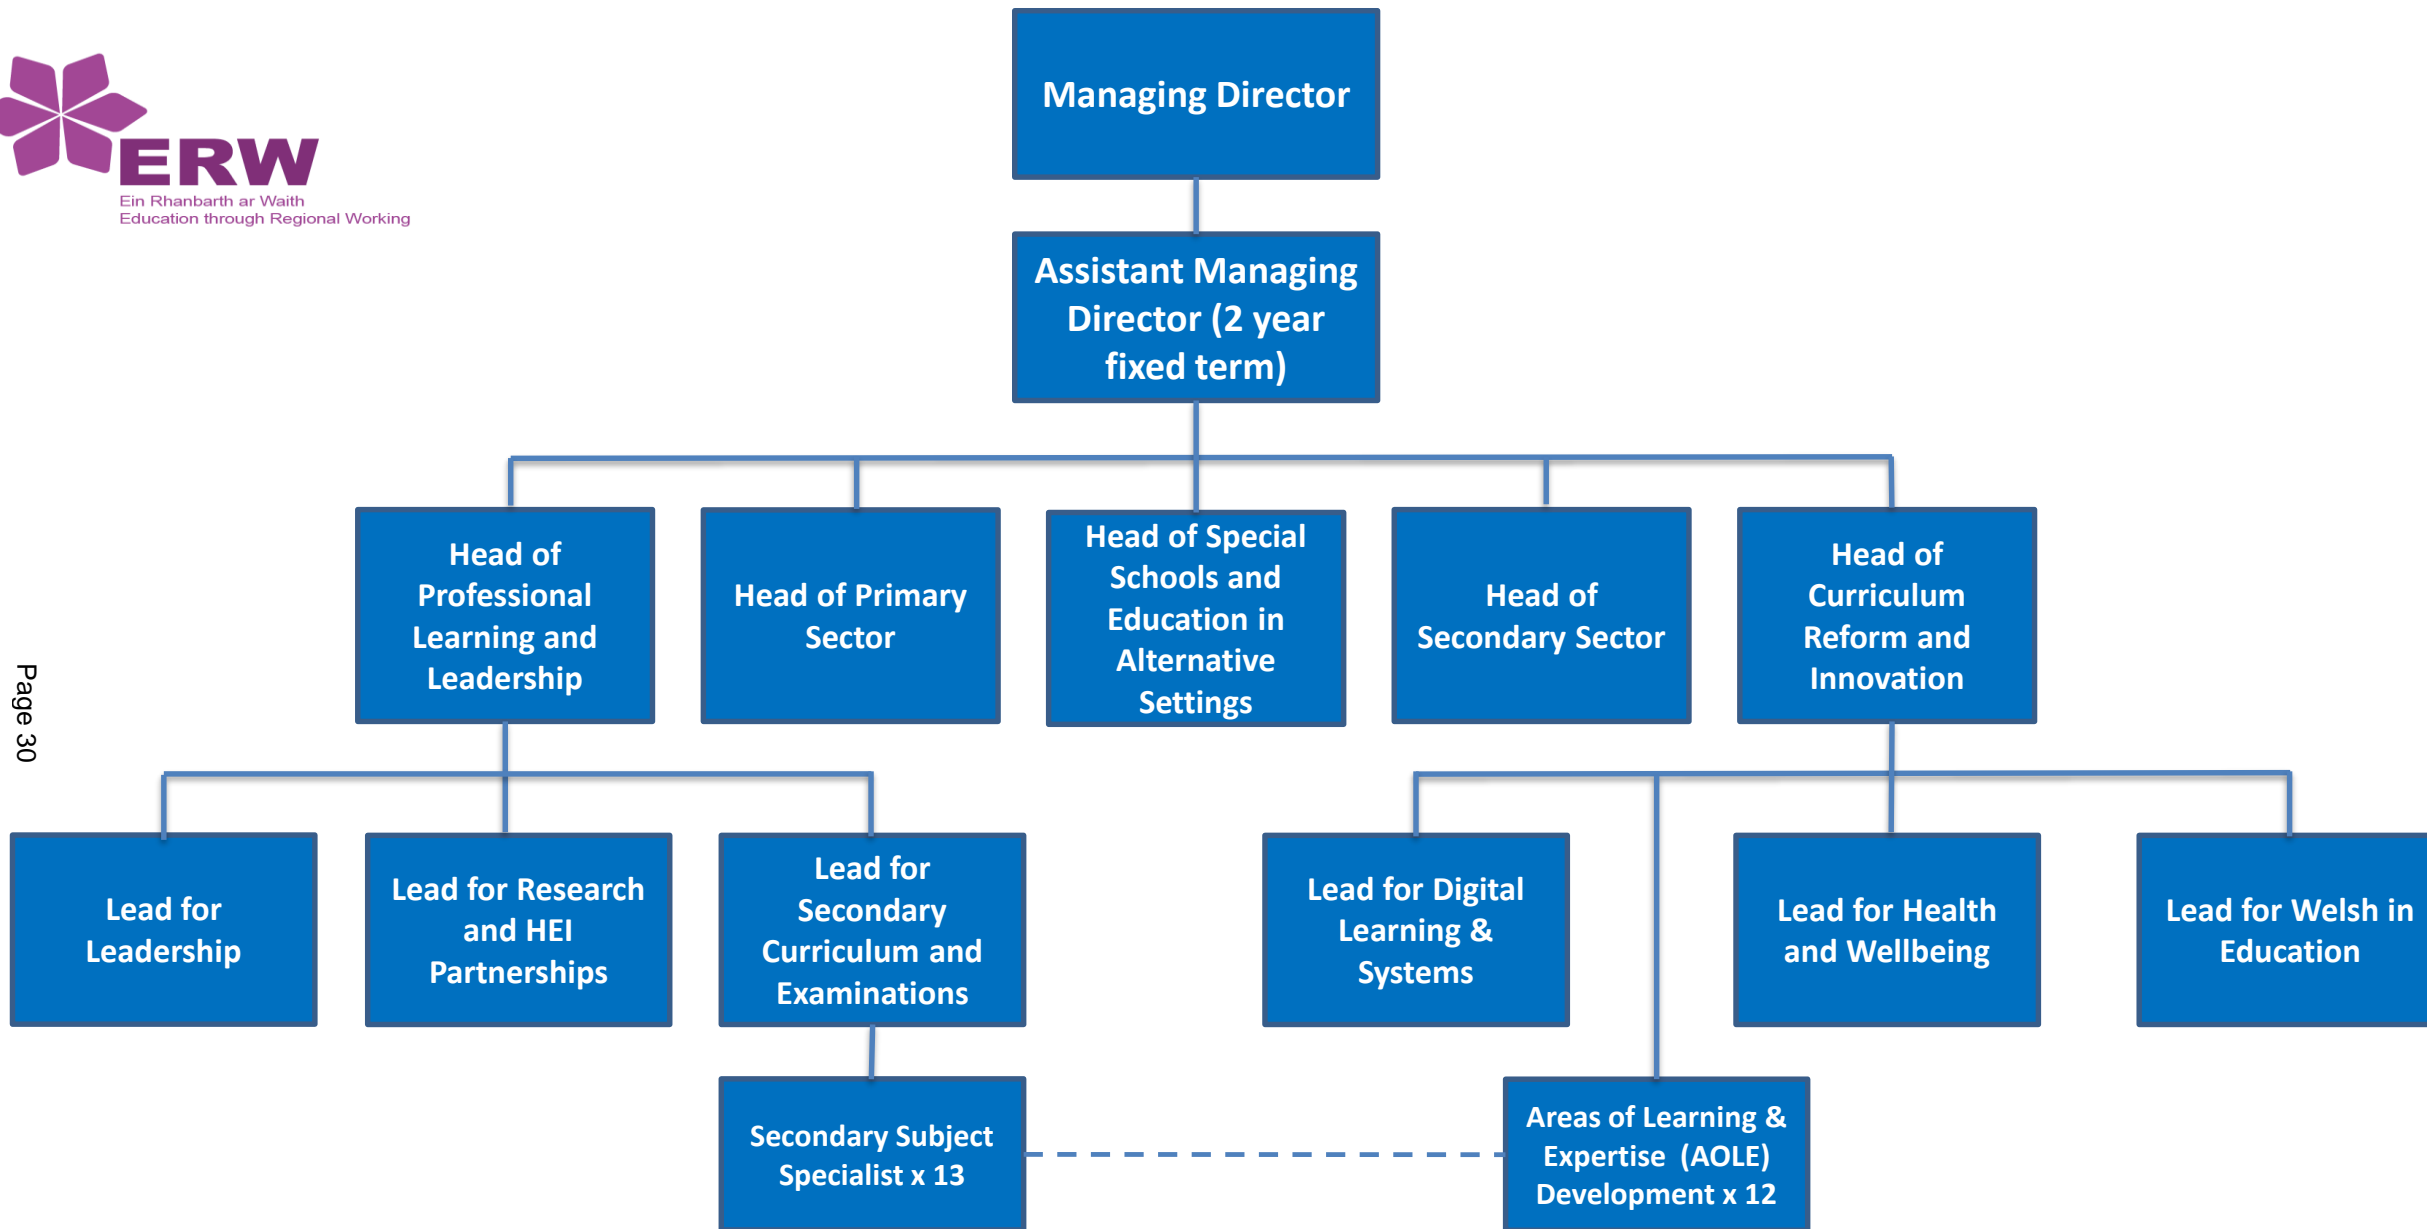 ERW
Ein Rhanbarth ar Waith
Education through Regional Working
Managing Director
Assistant Managing
Director (2 year
fixed term)
Head of
Professional
Learning and
Leadership
Head of Primary
Sector
Head of Special
Schools and
Education in
Alternative
Settings
Head of
Secondary Sector
Head of
Curriculum
Reform and
Innovation
Lead for
Leadership
Lead for Research
and HEI
Partnerships
Lead for
Secondary
Curriculum and
Examinations
Lead for Digital
Learning &
Systems
Lead for Health
and Wellbeing
Lead for Welsh in
Education
Secondary Subject
Specialist x 13
Areas of Learning &
Expertise (AOLE)
Development x 12
Page 30